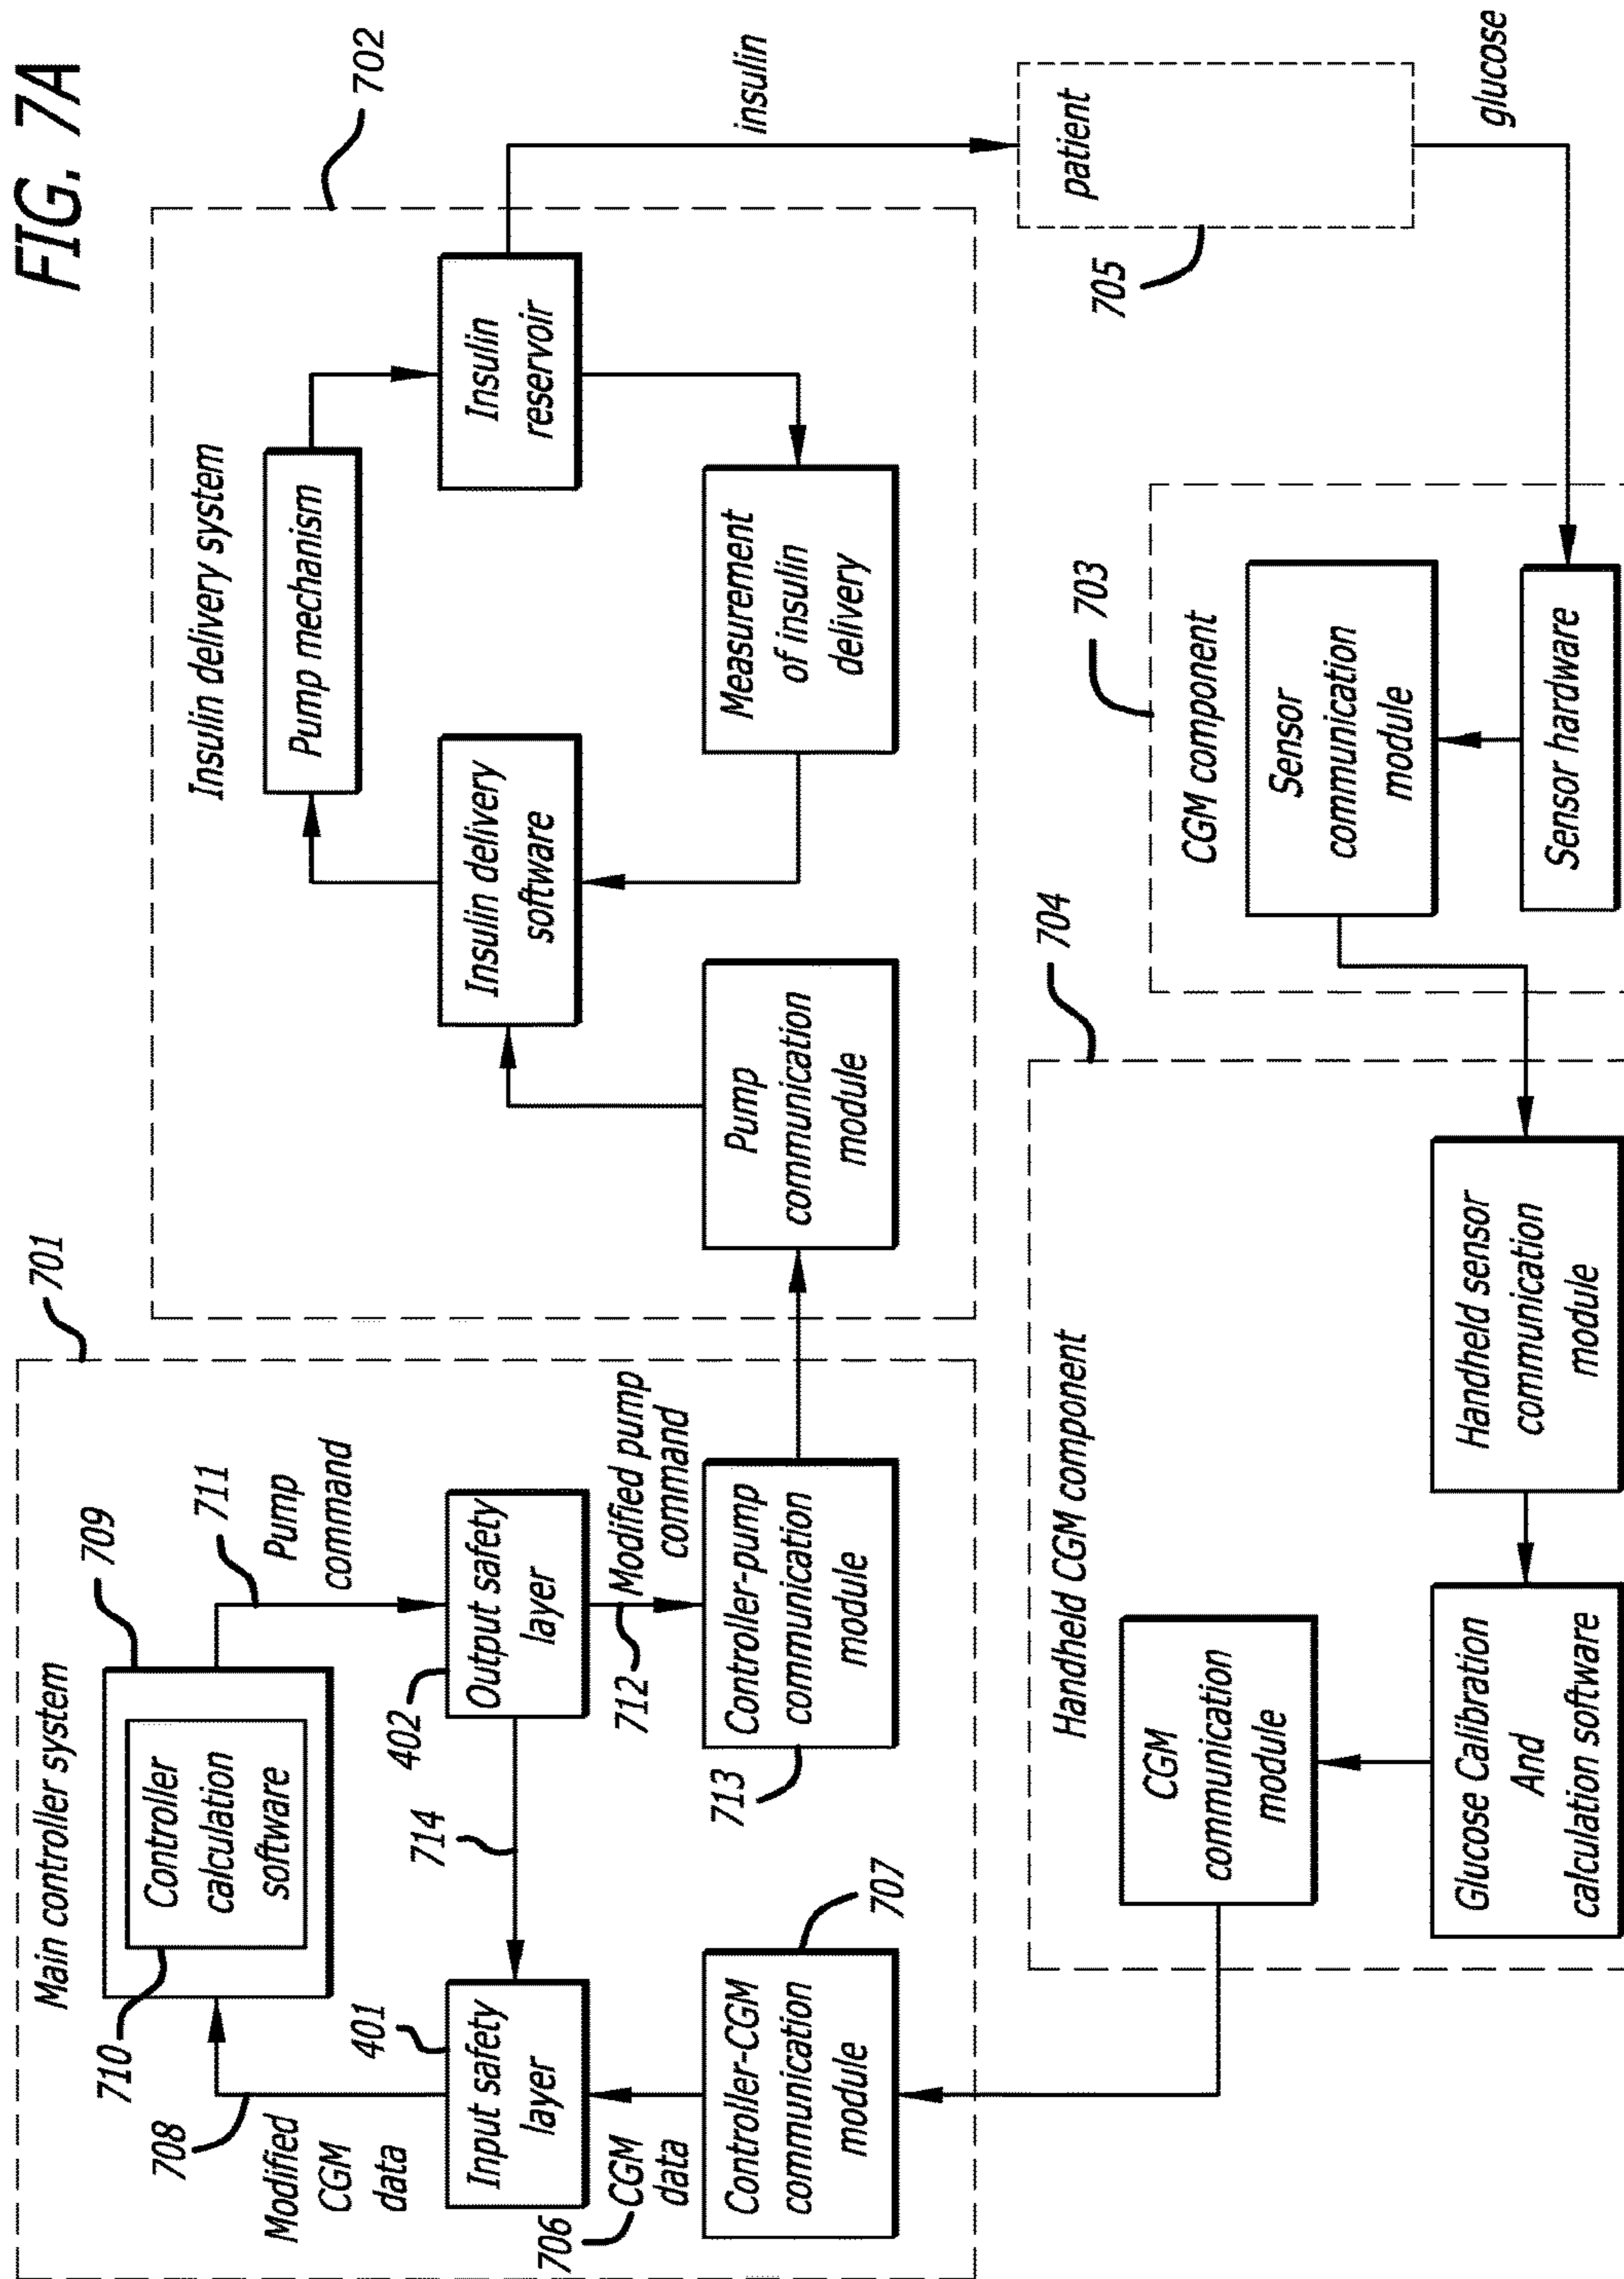 FIG. 7A
Main controller system
701
709
Controller
calculation
software
710
711
Pump
command
708
Modified
CGM
data
401
Input safety
layer
714
402
Output safety
layer
706
CGM
data
712
Modified pump
command
Controller-CGM
communication
module
707
713
Controller-pump
communication
module
702
Insulin delivery system
Pump mechanism
Insulin delivery
software
Insulin
reservoir
Pump
communication
module
Measurement
of insulin
delivery
insulin
patient
705
glucose
Handheld CGM component
704
CGM
communication
module
Glucose Calibration
And
calculation software
Handheld sensor
communication
module
703
CGM component
Sensor
communication
module
Sensor hardware